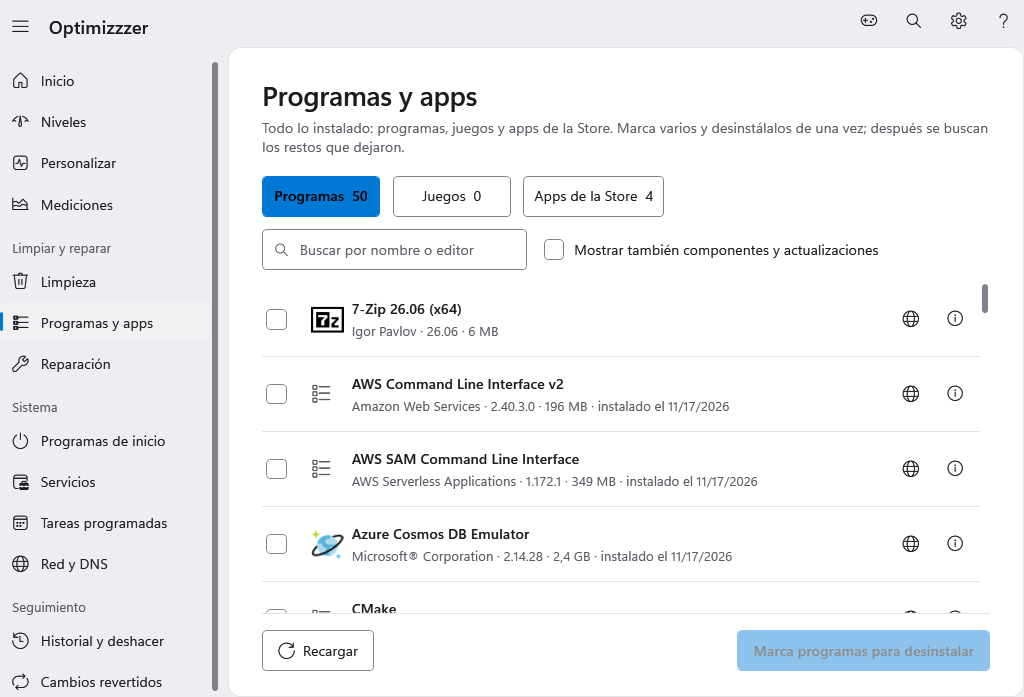 Optimizzzer
Inicio
Niveles
Personalizar
Mediciones
Limpiar y reparar
Limpieza
Programas y apps
Reparación
Sistema
Programas de inicio
Servicios
Tareas programadas
Red y DNS
Seguimiento
Historial y deshacer
Cambios revertidos
Programas y apps
Todo lo instalado: programas, juegos y apps de la Store. Marca varios y desinstálalos de una vez; después se buscan
los restos que dejaron.
Programas 50
Juegos 0
Apps de la Store 4
Buscar por nombre o editor
Mostrar también componentes y actualizaciones
7z
7-Zip 26.06 (x64)
Igor Pavlov · 26.06 · 6 MB
AWS Command Line Interface v2
Amazon Web Services · 2.40.3.0 · 196 MB · instalado el 11/17/2026
AWS SAM Command Line Interface
AWS Serverless Applications · 1.172.1 · 349 MB · instalado el 11/17/2026
Azure Cosmos DB Emulator
Microsoft® Corporation · 2.14.28 · 2,4 GB · instalado el 11/17/2026
CMake
Recargar
Marca programas para desinstalar